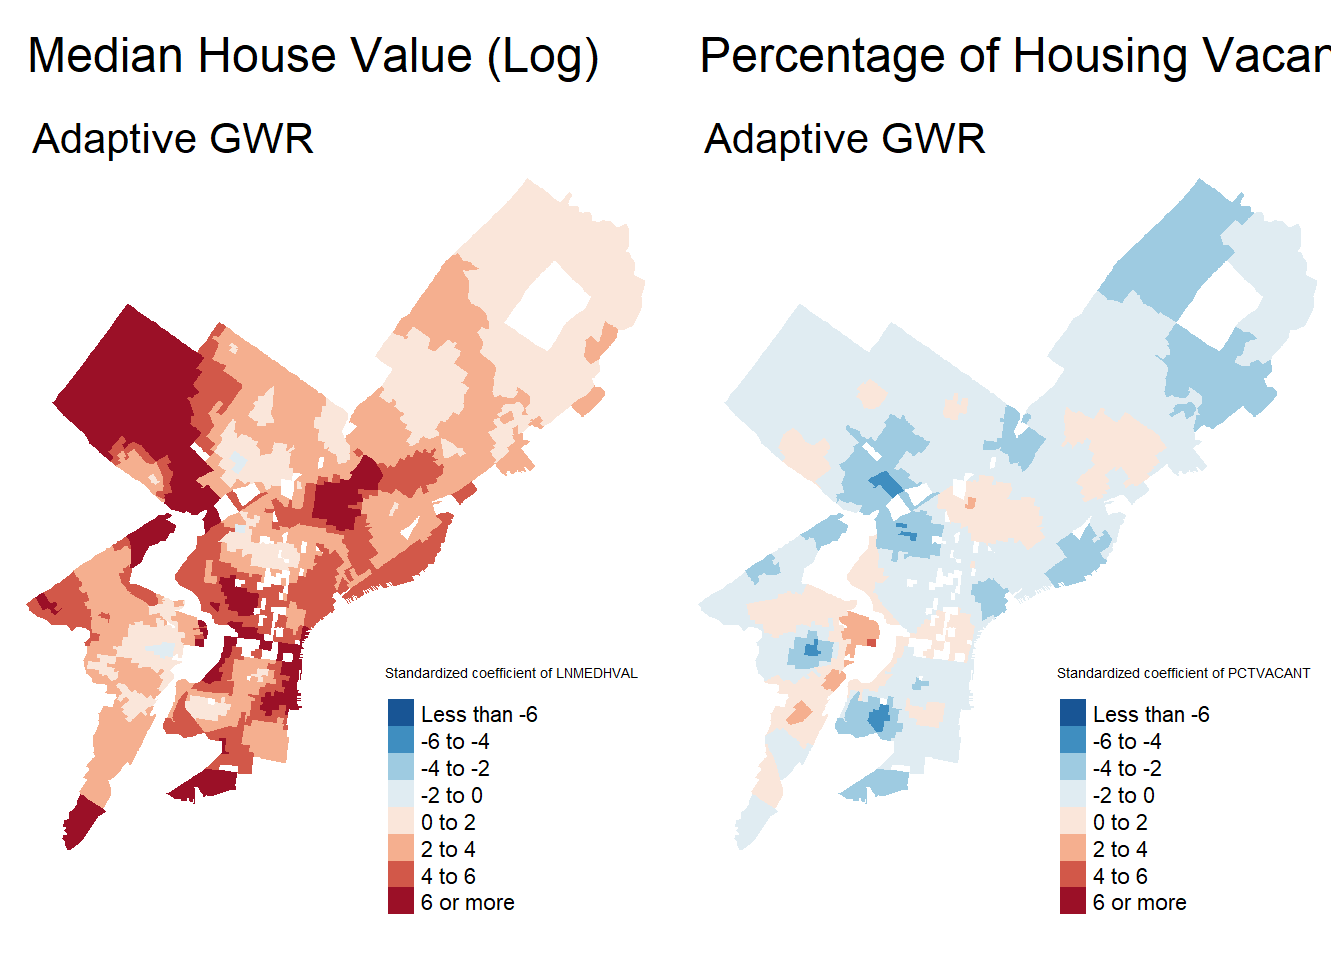 Median House Value (Log)
Adaptive GWR
Standardized coefficient of LNMEDHVAL
Less than -6
-6 to -4
-4 to -2
-2 to 0
0 to 2
2 to 4
4 to 6
6 or more
Percentage of Housing Vacan
Adaptive GWR
Standardized coefficient of PCTVACANT
Less than -6
-6 to -4
-4 to -2
-2 to 0
0 to 2
2 to 4
4 to 6
6 or more